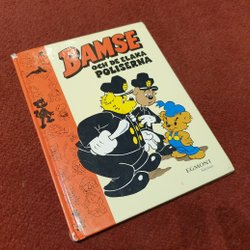 BAMSE
OCH DE ELAKA
POLISERNA
EGMONT